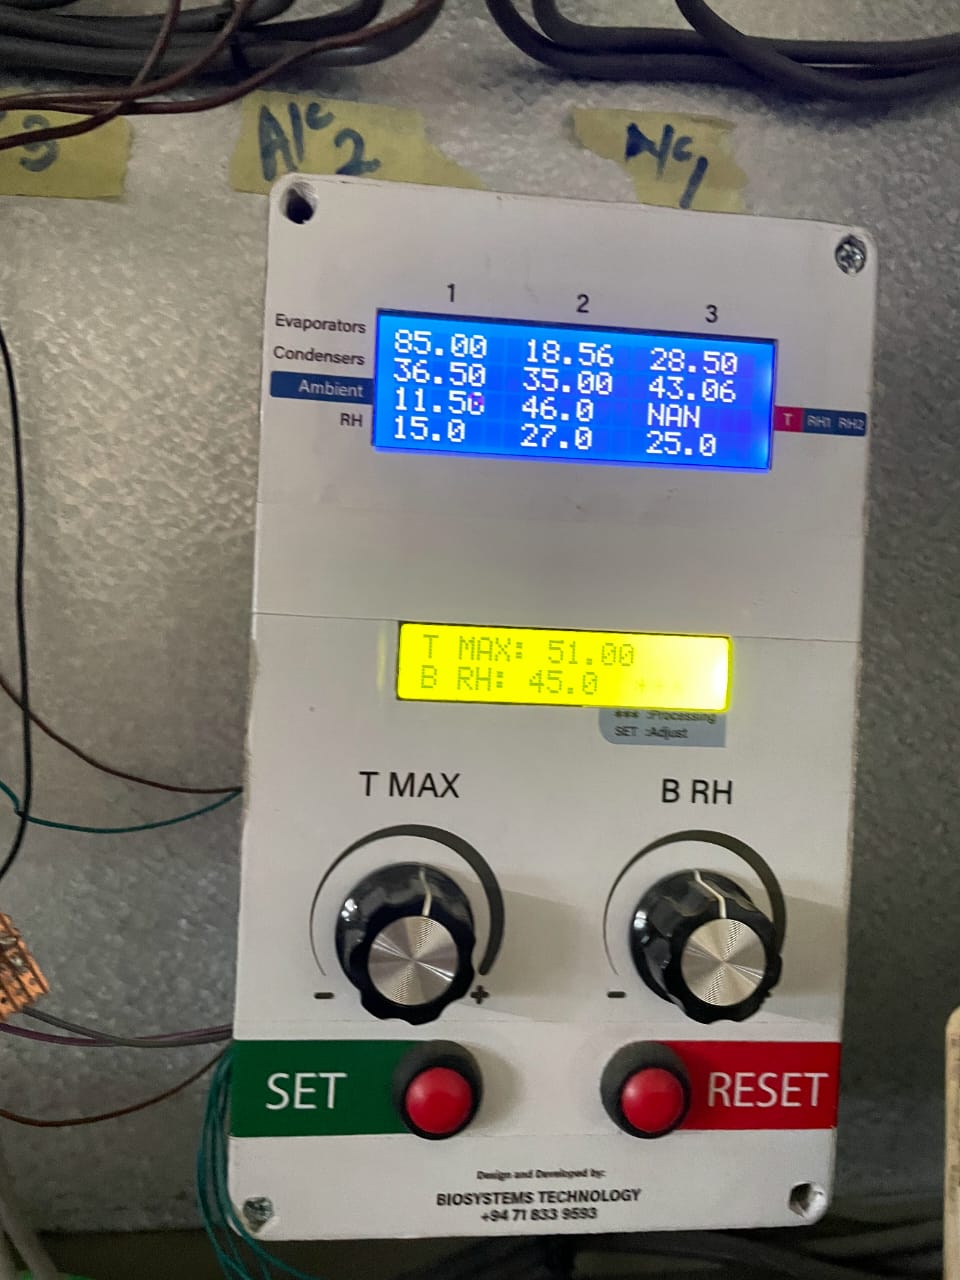 3
A/C 2
A/C 1
1 2 3
Evaporators 85.00 18.56 28.50
Condensers 36.50 35.00 43.06
Ambient 11.50 46.0 NAN T RH1 RH2
RH 15.0 27.0 25.0
T MAX: 51.00
B RH: 45.0 ***
*** :Processing
SET :Adjust
T MAX B RH
- + -
SET RESET
Design and Developed by:
BIOSYSTEMS TECHNOLOGY
+94 71 833 9593